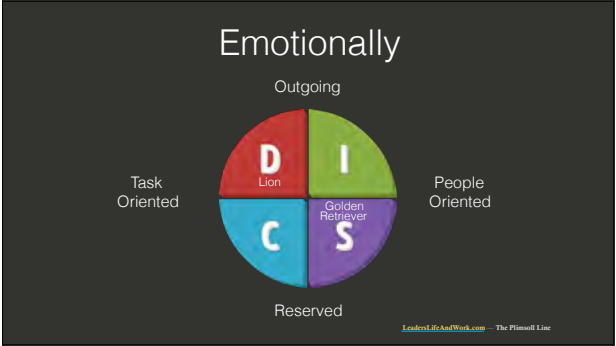 Emotionally
Outgoing
D
Lion
I
Task
Oriented
People
Oriented
C
Golden
Retriever
S
Reserved
LeadersLifeAndWork.com — The Plimsoll Line